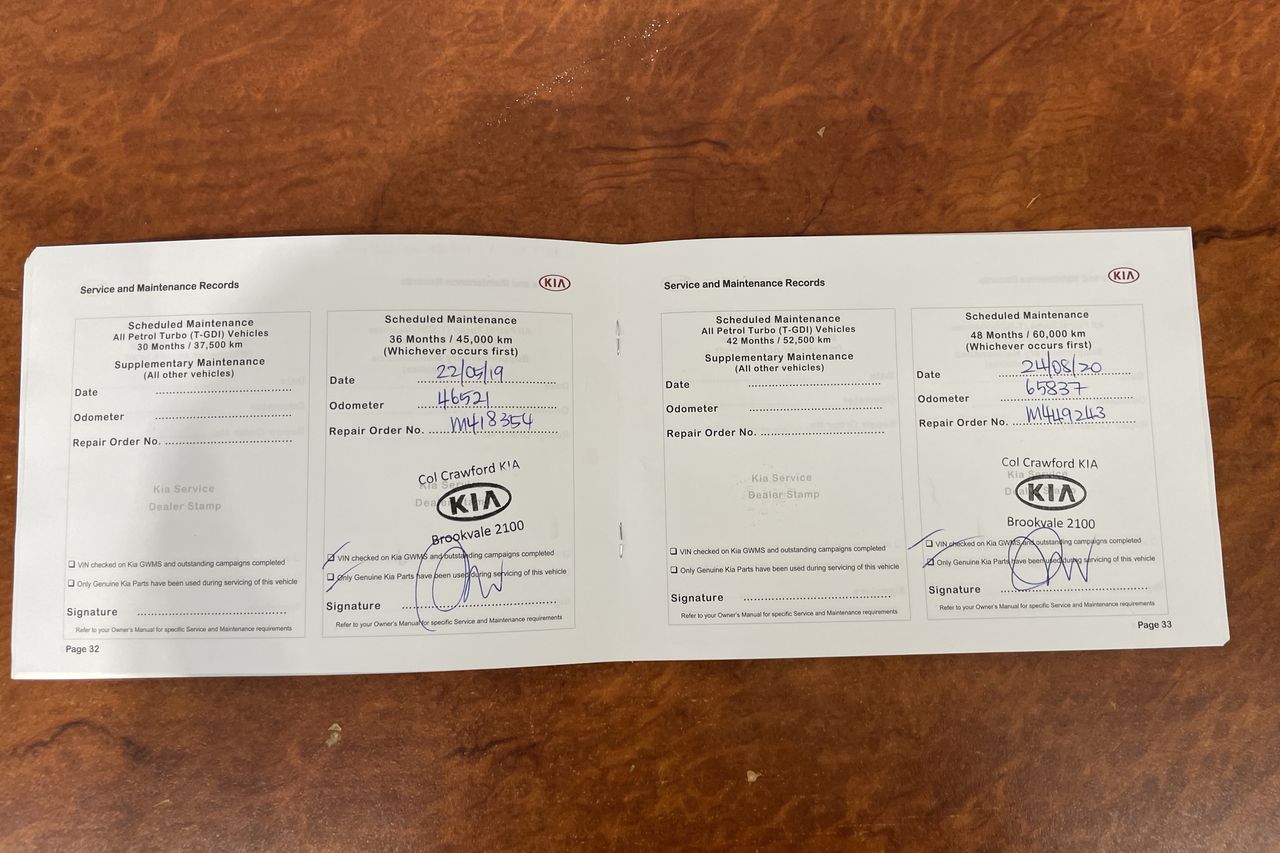 Service and Maintenance Records
KIA
Scheduled Maintenance
All Petrol Turbo (T-GDI) Vehicles
30 Months / 37,500 km
Supplementary Maintenance
(All other vehicles)
Date
Odometer
Repair Order No.
Kia Service
Dealer Stamp
VIN checked on Kia GWMS and outstanding campaigns completed
Only Genuine Kia Parts have been used during servicing of this vehicle
Signature
Refer to your Owner's Manual for specific Service and Maintenance requirements
Page 32
Scheduled Maintenance
36 Months / 45,000 km
(Whichever occurs first)
Date 22/05/19
Odometer 46521
Repair Order No. M418354
Col Crawford KIA
KIA
Brookvale 2100
VIN checked on Kia GWMS and outstanding campaigns completed
Only Genuine Kia Parts have been used during servicing of this vehicle
Signature
Refer to your Owner's Manual for specific Service and Maintenance requirements
Service and Maintenance Records
KIA
Scheduled Maintenance
All Petrol Turbo (T-GDI) Vehicles
42 Months / 52,500 km
Supplementary Maintenance
(All other vehicles)
Date
Odometer
Repair Order No.
Kia Service
Dealer Stamp
VIN checked on Kia GWMS and outstanding campaigns completed
Only Genuine Kia Parts have been used during servicing of this vehicle
Signature
Refer to your Owner's Manual for specific Service and Maintenance requirements
Scheduled Maintenance
48 Months / 60,000 km
(Whichever occurs first)
Date 24/08/20
Odometer 65837
Repair Order No. M449243
Col Crawford KIA
Kia Service
KIA
Brookvale 2100
VIN checked on Kia GWMS and outstanding campaigns completed
Only Genuine Kia Parts have been used during servicing of this vehicle
Signature
Refer to your Owner's Manual for specific Service and Maintenance requirements
Page 33